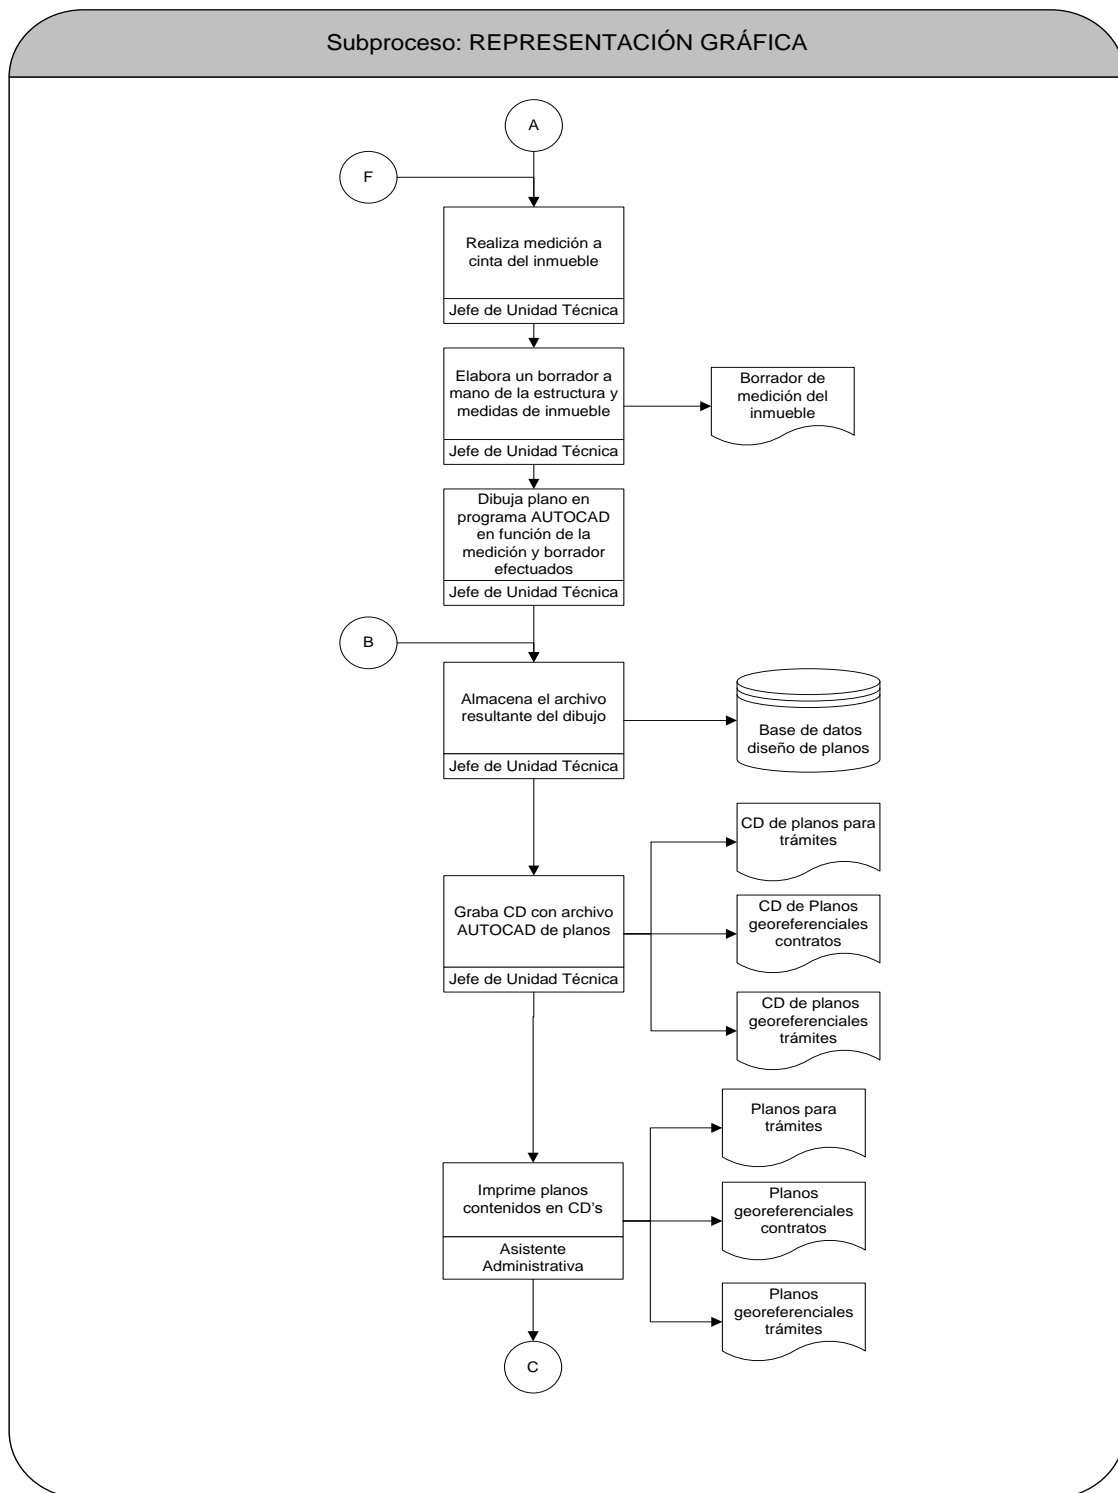 Subproceso: REPRESENTACIÓN GRÁFICA
A
F
Realiza medición a
cinta del inmueble
Jefe de Unidad Técnica
Elabora un borrador a
mano de la estructura y
medidas de inmueble
Jefe de Unidad Técnica
Borrador de
medición del
inmueble
Dibuja plano en
programa AUTOCAD
en función de la
medición y borrador
efectuados
Jefe de Unidad Técnica
B
Almacena el archivo
resultante del dibujo
Jefe de Unidad Técnica
Base de datos
diseño de planos
Graba CD con archivo
AUTOCAD de planos
Jefe de Unidad Técnica
CD de planos para
trámites
CD de Planos
georeferenciales
contratos
CD de planos
georeferenciales
trámites
Imprime planos
contenidos en CD's
Asistente
Administrativa
Planos para
trámites
Planos
georeferenciales
contratos
Planos
georeferenciales
trámites
C